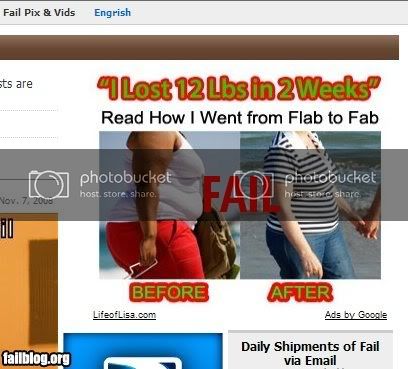 Fail Pix & Vids Engrish
sts are
"I Lost 12 Lbs in 2 Weeks"
Read How I Went from Flab to Fab
photobucket photobucket
host. store. share. host. store. share.
FAIL
Nov. 7, 2008
il
BEFORE AFTER
LifeofLisa.com Ads by Google
Daily Shipments of Fail
via Email
failblog.org